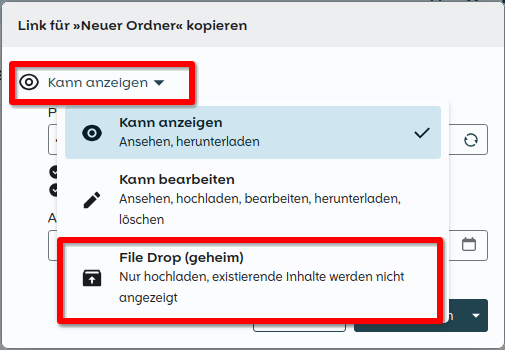 Link für »Neuer Ordner« kopieren
Kann anzeigen
Kann anzeigen
Ansehen, herunterladen
Kann bearbeiten
Ansehen, hochladen, bearbeiten, herunterladen,
löschen
File Drop (geheim)
Nur hochladen, existierende Inhalte werden nicht
angezeigt